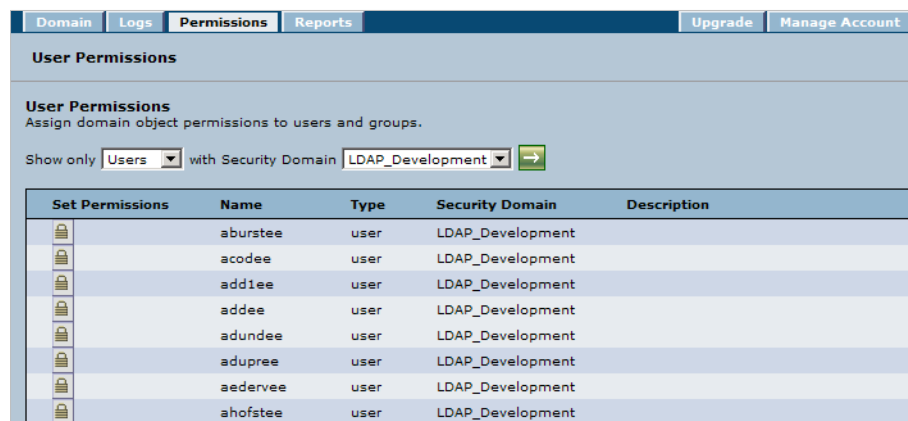 Domain Logs Permissions Reports Upgrade Manage Account
User Permissions
User Permissions
Assign domain object permissions to users and groups.
Show only Users with Security Domain LDAP_Development
Set Permissions Name Type Security Domain Description
aburstee user LDAP_Development
acodee user LDAP_Development
add1ee user LDAP_Development
addee user LDAP_Development
adundee user LDAP_Development
adupree user LDAP_Development
aedervee user LDAP_Development
ahofstee user LDAP_Development